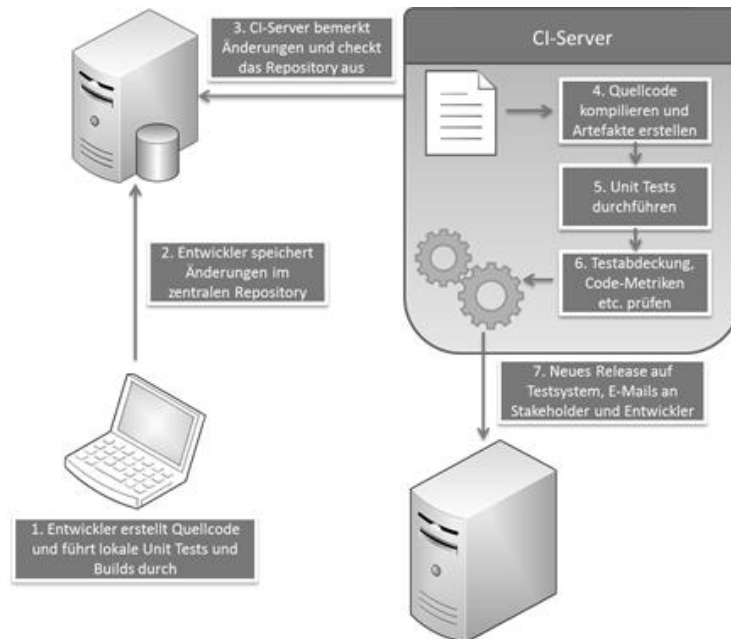 3. CI-Server bemerkt
Änderungen und checkt
das Repository aus
CI-Server
4. Quellcode
kompilieren und
Artefakte erstellen
5. Unit Tests
durchführen
6. Testabdeckung,
Code-Metriken
etc. prüfen
2. Entwickler speichert
Änderungen im
zentralen Repository
7. Neues Release auf
Testsystem, E-Mails an
Stakeholder und Entwickler
1. Entwickler erstellt Quellcode
und führt lokale Unit Tests und
Builds durch